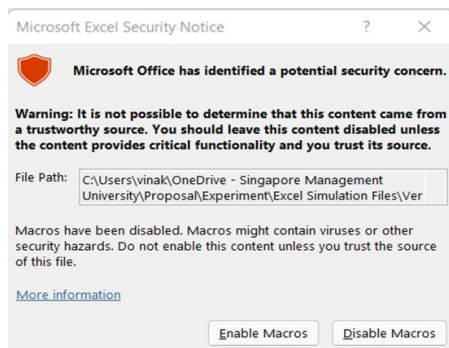 Microsoft Excel Security Notice ? ×
Microsoft Office has identified a potential security concern.
Warning: It is not possible to determine that this content came from
a trustworthy source. You should leave this content disabled unless
the content provides critical functionality and you trust its source.
File Path: C:\Users\vinak\OneDrive - Singapore Management
University\Proposal\Experiment\Excel Simulation Files\Ver
Macros have been disabled. Macros might contain viruses or other
security hazards. Do not enable this content unless you trust the source
of this file.
More information
Enable Macros Disable Macros